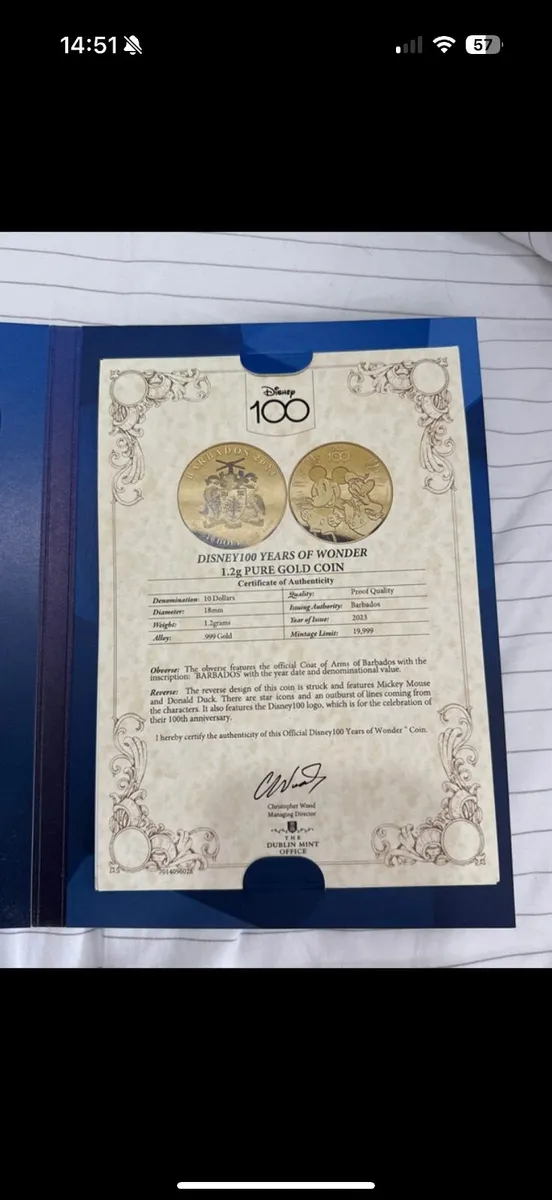 14:51
57
Disney
100
BARBADOS 2023
100
DISNEY100 YEARS OF WONDER
1.2g PURE GOLD COIN
Certificate of Authenticity
Denomination: 10 Dollars
Quality: Proof Quality
Diameter: 18mm
Issuing Authority: Barbados
Weight: 1.2grams
Year of Issue: 2023
Alloy: .999 Gold
Mintage Limit: 19,999
Obverse: The obverse features the official Coat of Arms of Barbados with the
inscription: 'BARBADOS' with the year date and denominational value.
Reverse: The reverse design of this coin is struck and features Mickey Mouse
and Donald Duck. There are star icons and an outburst of lines coming from
the characters. It also features the Disney100 logo, which is for the celebration of
their 100th anniversary.
I hereby certify the authenticity of this Official Disney100 Years of Wonder Coin.
CWood
Christopher Wood
Managing Director
THE
DUBLIN MINT
OFFICE
7014096028